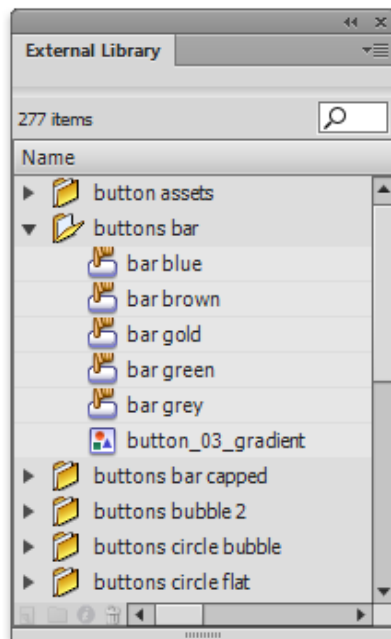 External Library
277 items
Name
button assets
buttons bar
bar blue
bar brown
bar gold
bar green
bar grey
button_03_gradient
buttons bar capped
buttons bubble 2
buttons circle bubble
buttons circle flat